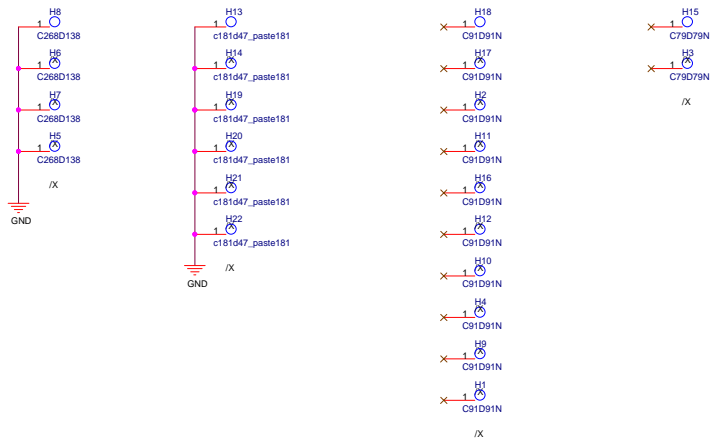 H8
1
C268D138
H6
X
1
C268D138
H7
X
1
C268D138
H5
X
1
C268D138
/X
GND
H13
1
c181d47_paste181
H14
X
1
c181d47_paste181
H19
X
1
c181d47_paste181
H20
X
1
c181d47_paste181
H21
X
1
c181d47_paste181
H22
X
1
c181d47_paste181
/X
GND
H18
1
C91D91N
H17
X
1
C91D91N
H2
X
1
C91D91N
H11
X
1
C91D91N
H16
X
1
C91D91N
H12
X
1
C91D91N
H10
X
1
C91D91N
H4
X
1
C91D91N
H9
X
1
C91D91N
H1
X
1
C91D91N
/X
H15
1
C79D79N
H3
X
1
C79D79N
/X